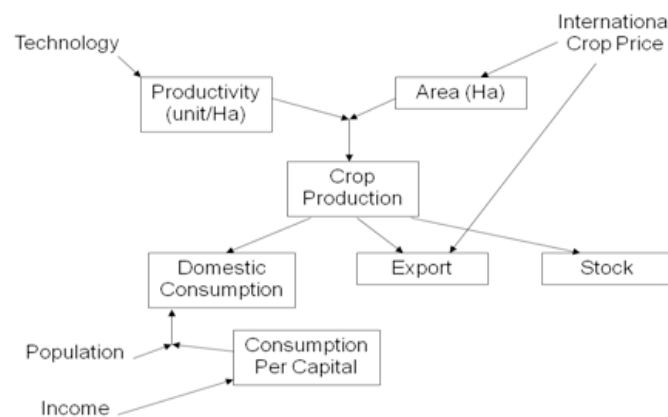 Internationa
Crop Price
Technology
Productivity
(unit/Ha)
Area (Ha)
Crop
Production
Domestic
Consumption
Export
Stock
Population
Consumption
Per Capital
Income